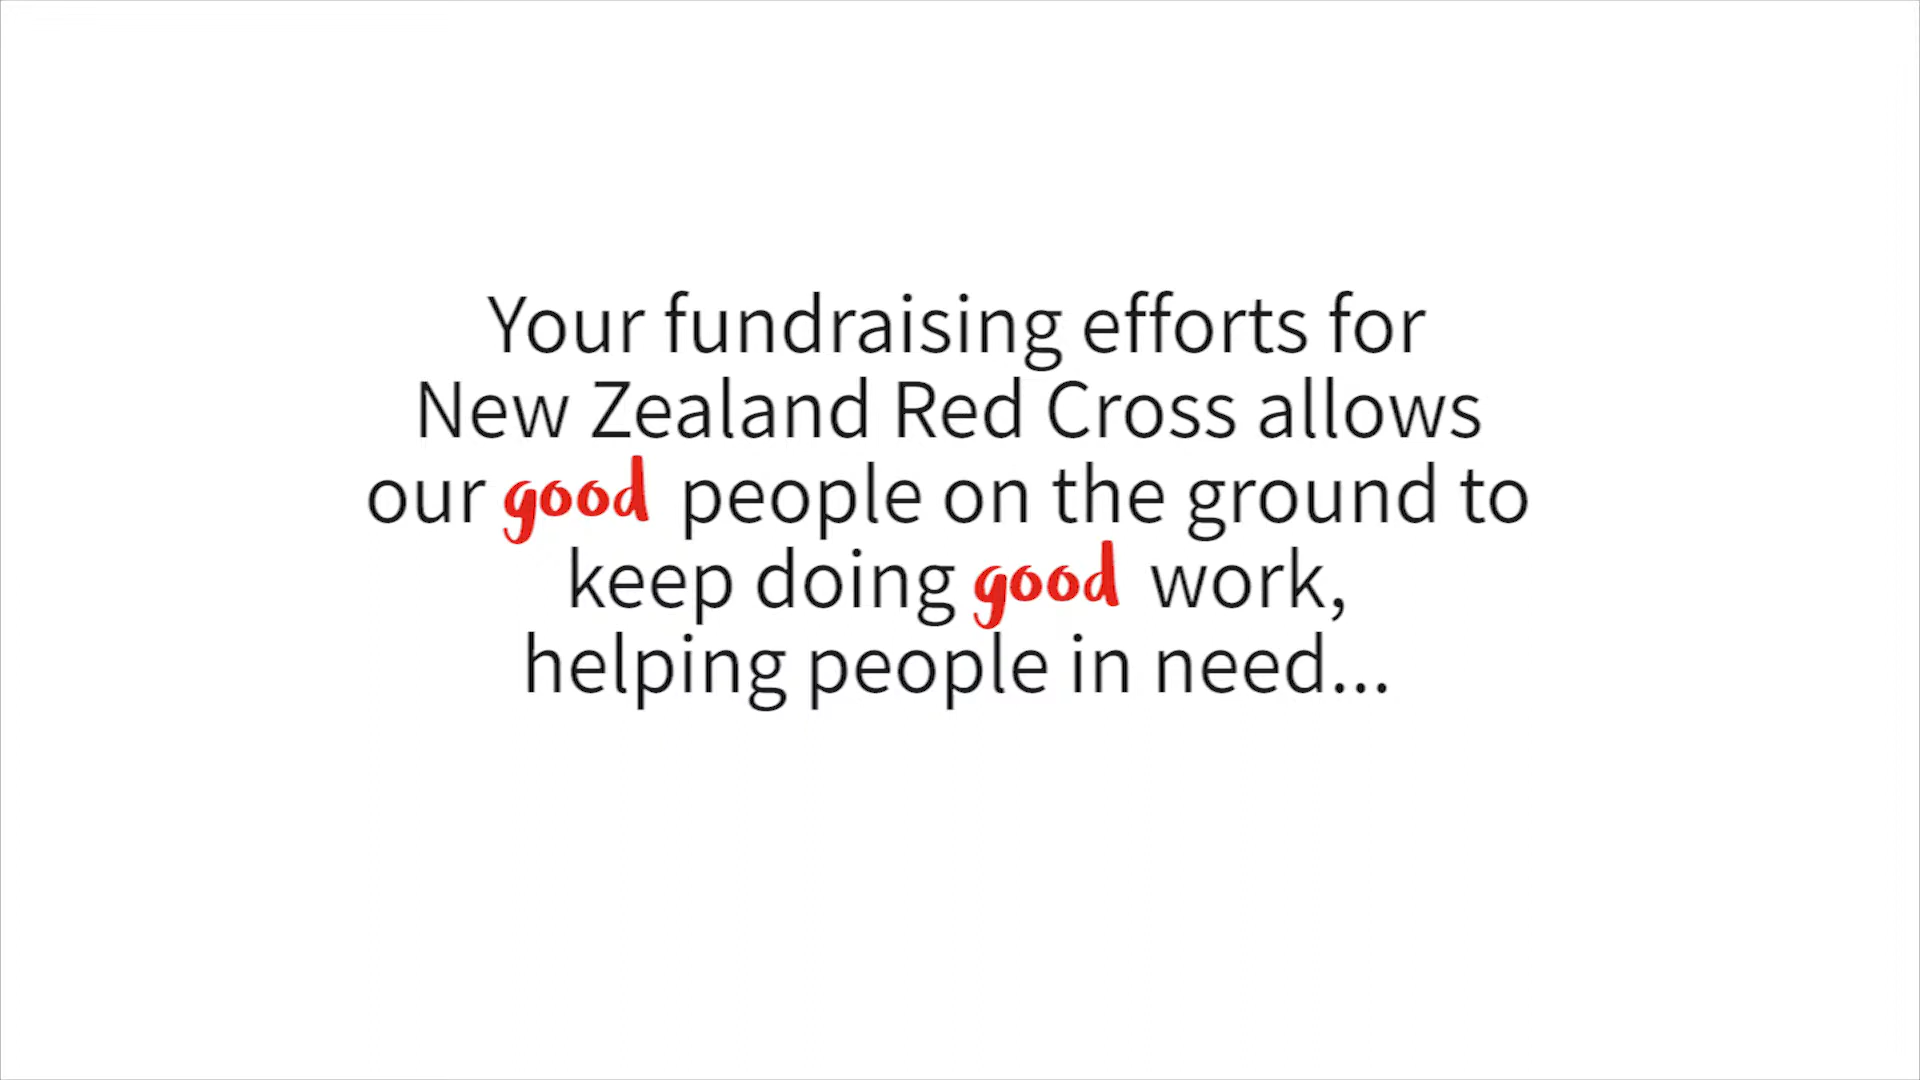 Your fundraising efforts for
New Zealand Red Cross allows
our good people on the ground to
keep doing good work,
helping people in need...